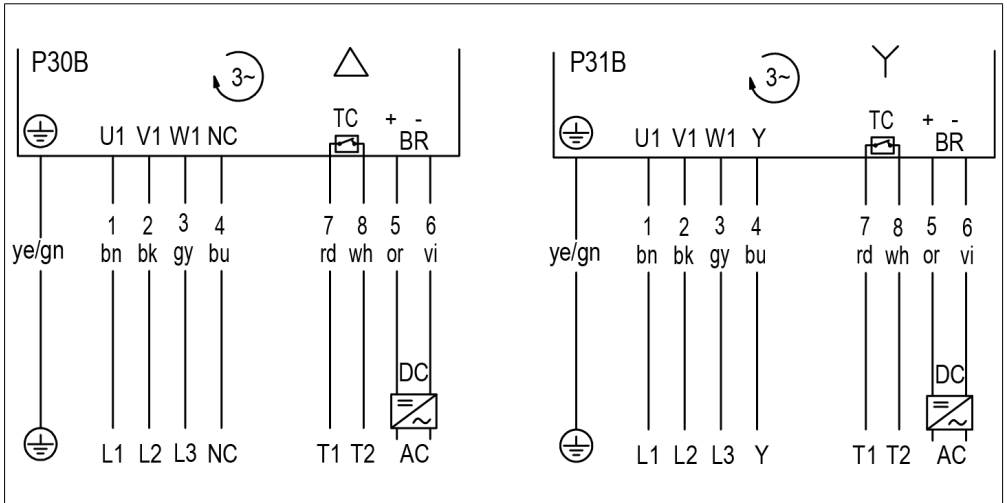 P30B
3~
TC + -
U1 V1 W1 NC BR
1 2 3 4 7 8 5 6
ye/gn bn bk gy bu rd wh or vi
DC
L1 L2 L3 NC T1 T2 AC
P31B
3~
TC + -
U1 V1 W1 Y BR
1 2 3 4 7 8 5 6
ye/gn bn bk gy bu rd wh or vi
DC
L1 L2 L3 Y T1 T2 AC